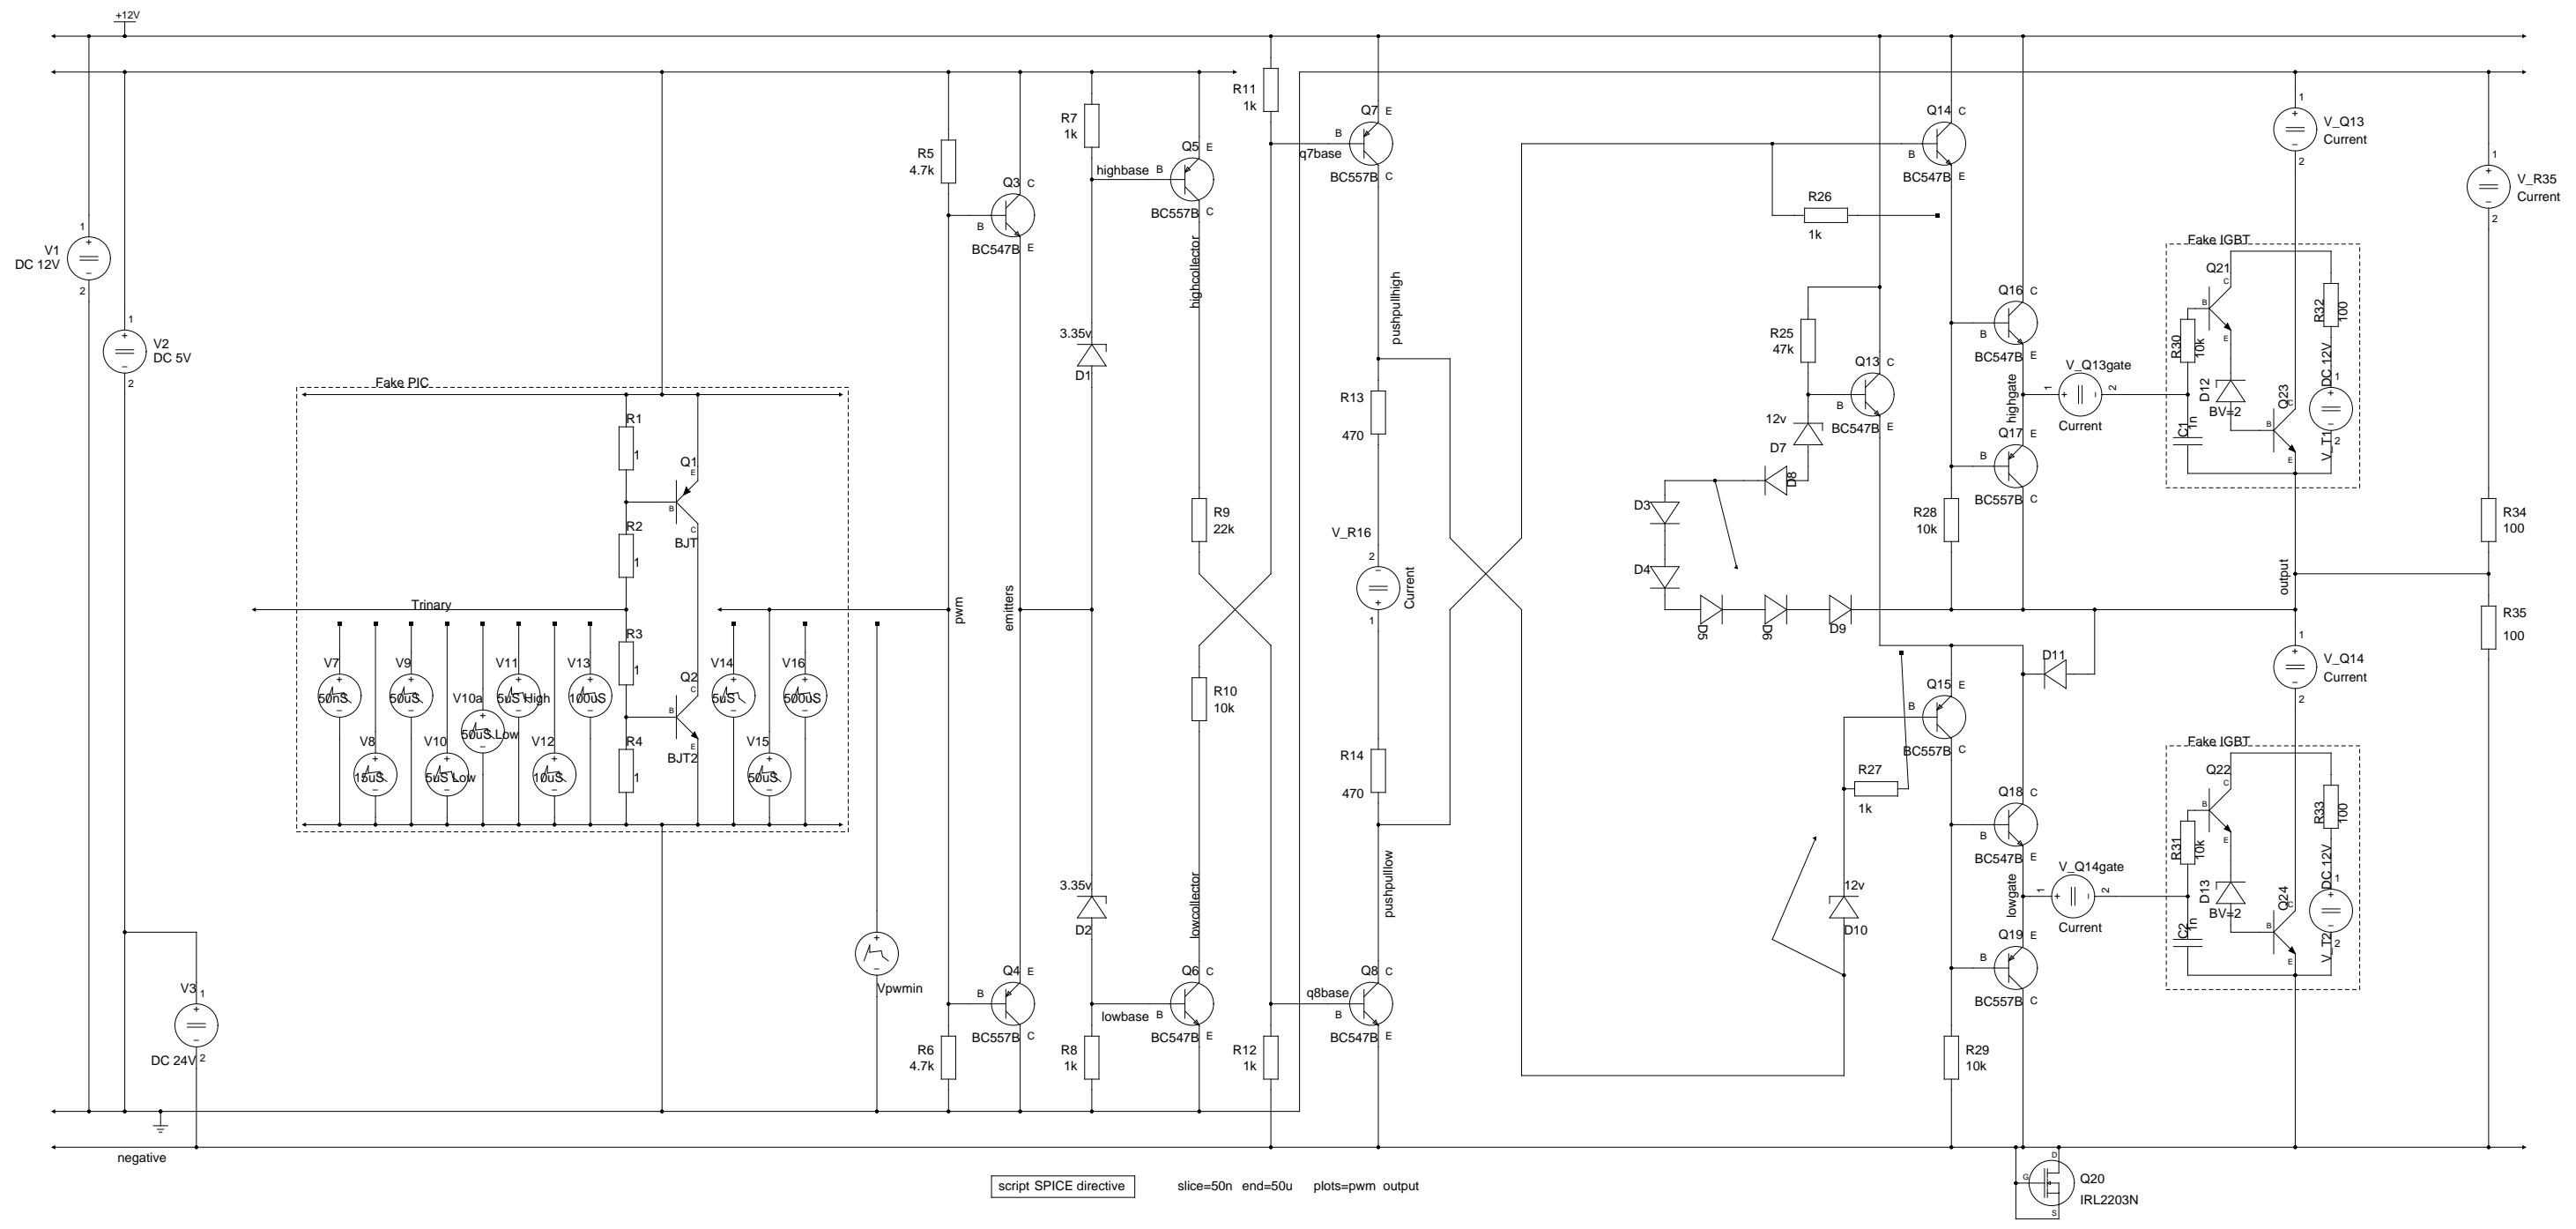 +12V
V1
DC 12V
V2
DC 5V
V3
DC 24V
negative
Fake PIC
R1
1
R2
1
R3
1
R4
1
Q1
BJT
Q2
BJT2
Trinary
V7
50nS
V8
15uS
V9
50uS
V10
5uS Low
V10a
50uS Low
V11
5uS High
V12
10uS
V13
100uS
V14
5uS
V15
50uS
V16
500uS
Vpwmin
pwm
R5
4.7k
R6
4.7k
Q3
BC547B
Q4
BC557B
emitters
R7
1k
3.35v
D1
3.35v
D2
R8
1k
highbase
Q5
BC557B
highcollector
R9
22k
R10
10k
lowcollector
lowbase
Q6
BC547B
R11
1k
R12
1k
q7base
Q7
BC557B
pushpullhigh
R13
470
V_R16
Current
R14
470
pushpulllow
q8base
Q8
BC547B
R26
1k
R25
47k
12v
D7
D8
D3
D4
D5
D6
D9
Q13
BC547B
Q14
BC547B
Q16
BC547B
Q17
BC557B
highgate
R28
10k
V_Q13gate
Current
D11
Q15
BC557B
R27
1k
12v
D10
Q18
BC547B
Q19
BC557B
lowgate
R29
10k
V_Q14gate
Current
Fake IGBT
Q21
R30
10k
C1
1n
D12
BV=2
Q23
R32
100
DC 12V
V_T1
Fake IGBT
Q22
R31
10k
C2
1n
D13
BV=2
Q24
R33
100
DC 12V
V_T2
V_Q13
Current
V_Q14
Current
output
V_R35
Current
R34
100
R35
100
Q20
IRL2203N
script SPICE directive
slice=50n end=50u plots=pwm output